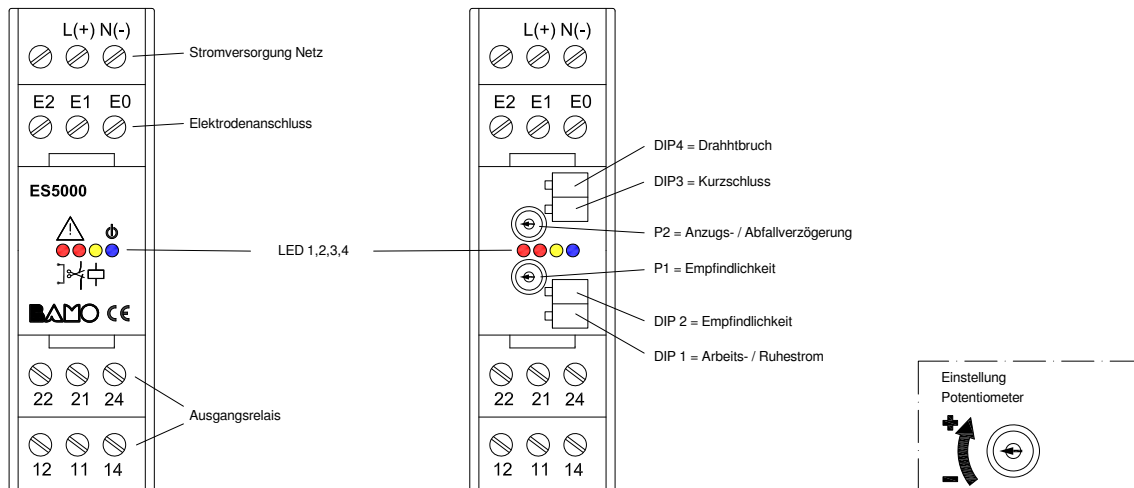 L(+) N(-)
Stromversorgung Netz
E2 E1 E0
Elektrodenanschluss
ES5000
LED 1,2,3,4
BAMO CE
22 21 24
Ausgangsrelais
12 11 14
L(+) N(-)
E2 E1 E0
DIP4 = Drahhtbruch
DIP3 = Kurzschluss
P2 = Anzugs- / Abfallverzögerung
P1 = Empfindlichkeit
DIP 2 = Empfindlichkeit
DIP 1 = Arbeits- / Ruhestrom
22 21 24
12 11 14
Einstellung
Potentiometer
+
-